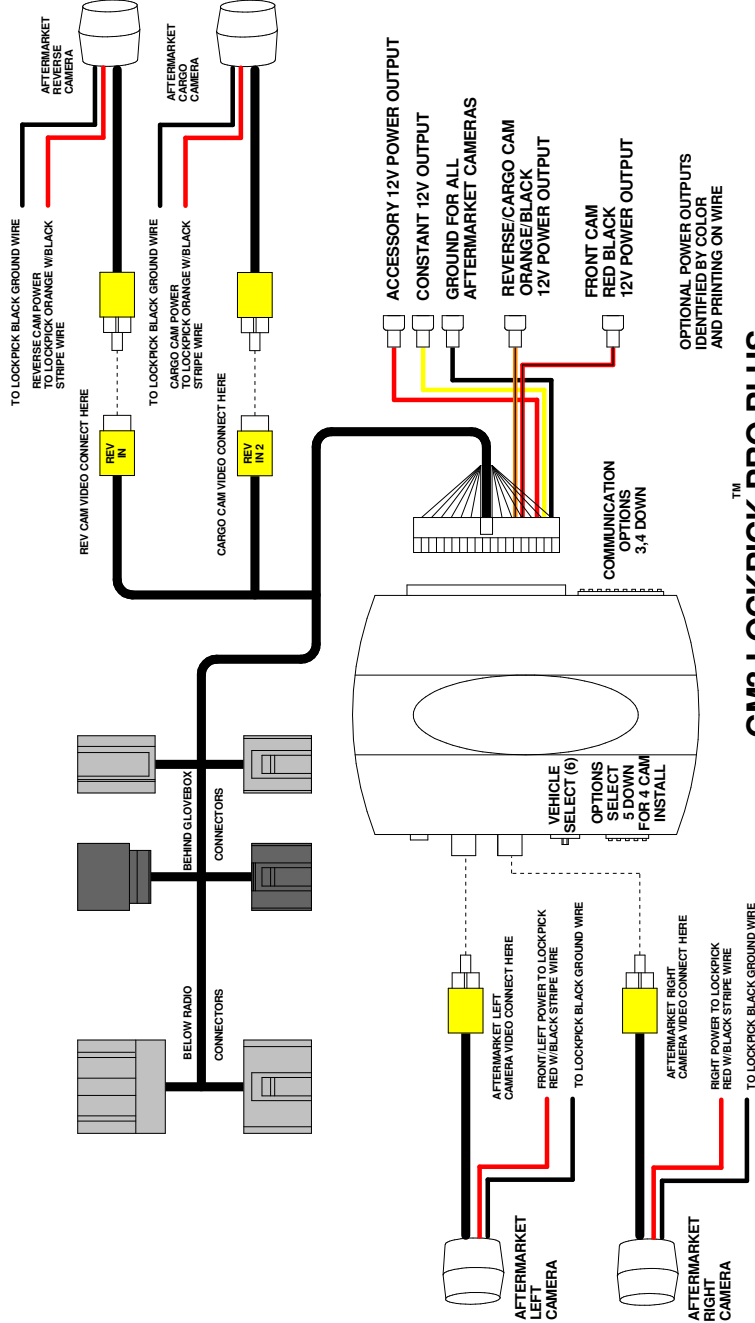 AFTERMARKET
REVERSE
CAMERA
AFTERMARKET
CARGO
CAMERA
TO LOCKPICK BLACK GROUND WIRE
REVERSE CAM POWER
TO LOCKPICK ORANGE W/BLACK
STRIPE WIRE
TO LOCKPICK BLACK GROUND WIRE
CARGO CAM POWER
TO LOCKPICK ORANGE W/BLACK
STRIPE WIRE
REV CAM VIDEO CONNECT HERE
REV
IN
CARGO CAM VIDEO CONNECT HERE
REV
IN 2
ACCESSORY 12V POWER OUTPUT
CONSTANT 12V OUTPUT
GROUND FOR ALL
AFTERMARKET CAMERAS
REVERSE/CARGO CAM
ORANGE/BLACK
12V POWER OUTPUT
FRONT CAM
RED BLACK
12V POWER OUTPUT
OPTIONAL POWER OUTPUTS
IDENTIFIED BY COLOR
AND PRINTING ON WIRE
BEHIND GLOVEBOX
CONNECTORS
BELOW RADIO
CONNECTORS
COMMUNICATION
OPTIONS
3,4 DOWN
VEHICLE
SELECT (6)
OPTIONS
SELECT
5 DOWN
FOR 4 CAM
INSTALL
AFTERMARKET LEFT
CAMERA VIDEO CONNECT HERE
FRONT/LEFT POWER TO LOCKPICK
RED W/BLACK STRIPE WIRE
TO LOCKPICK BLACK GROUND WIRE
AFTERMARKET
LEFT
CAMERA
AFTERMARKET RIGHT
CAMERA VIDEO CONNECT HERE
RIGHT POWER TO LOCKPICK
RED W/BLACK STRIPE WIRE
TO LOCKPICK BLACK GROUND WIRE
AFTERMARKET
RIGHT
CAMERA
LOCKPICK™ PRO PLUS